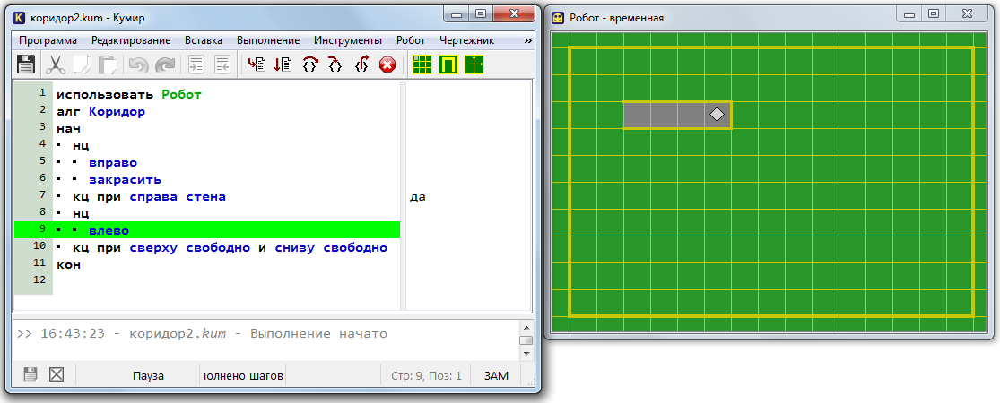 коридор2.kum - Кумир
Программа Редактирование Вставка Выполнение Инструменты Робот Чертежник »
1 использовать Робот
2 алг Коридор
3 нач
4 нц
5 вправо
6 закрасить
7 кц при справа стена да
8 нц
9 влево
10 кц при сверху свободно и снизу свободно
11 кон
12
>> 16:43:23 - коридор2.kum - Выполнение начато
Пауза олнено шагов Стр: 9, Поз: 1 ЗАМ
Робот - временная